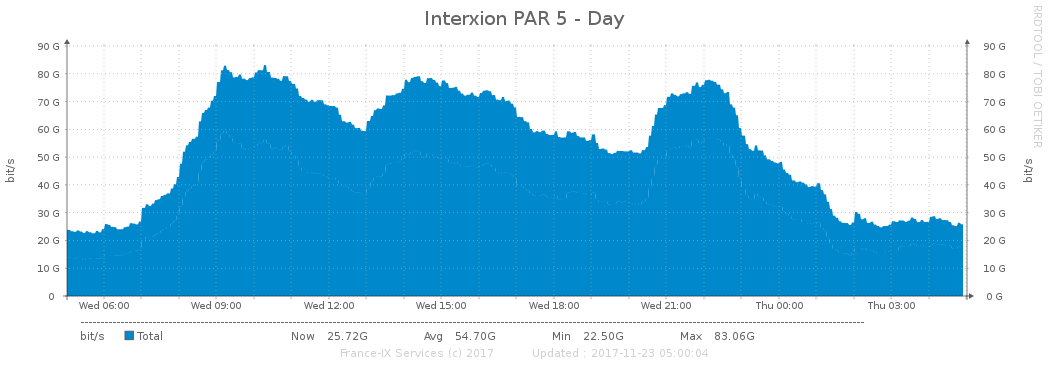 Interxion PAR 5 - Day
RRDTOOL / TOBI OETIKER
90 G 90 G
80 G 80 G
70 G 70 G
60 G 60 G
50 G 50 G
40 G 40 G
30 G 30 G
20 G 20 G
10 G 10 G
0 0 G
bit/s
bit/s
Wed 06:00 Wed 09:00 Wed 12:00 Wed 15:00 Wed 18:00 Wed 21:00 Thu 00:00 Thu 03:00
bit/s Total Now 25.72G Avg 54.70G Min 22.50G Max 83.06G
France-IX Services (c) 2017 Updated : 2017-11-23 05:00:04